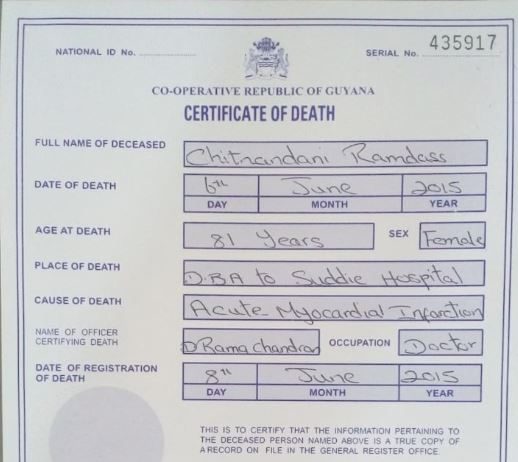 NATIONAL ID No. ....................
SERIAL No. 435917
CO-OPERATIVE REPUBLIC OF GUYANA
CERTIFICATE OF DEATH
FULL NAME OF DECEASED Chitnandani Ramdass
DATE OF DEATH 6th June 2015
DAY MONTH YEAR
AGE AT DEATH 81 Years SEX Female
PLACE OF DEATH D.B.A to Suddie Hospital
CAUSE OF DEATH Acute Myocardial Infarction
NAME OF OFFICER
CERTIFYING DEATH D Ramachandran OCCUPATION Doctor
DATE OF REGISTRATION
OF DEATH 8th June 2015
DAY MONTH YEAR
THIS IS TO CERTIFY THAT THE INFORMATION PERTAINING TO
THE DECEASED PERSON NAMED ABOVE IS A TRUE COPY OF
A RECORD ON FILE IN THE GENERAL REGISTER OFFICE.